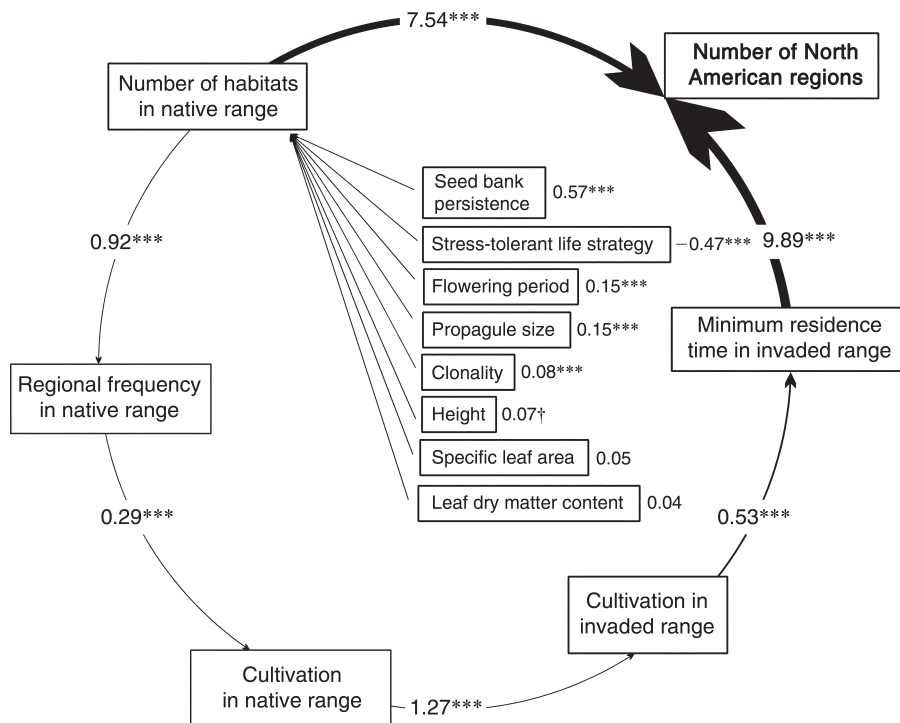 7.54***
Number of North
American regions
Number of habitats
in native range
Seed bank
persistence
0.57***
Stress-tolerant life strategy
−0.47***
9.89***
0.92***
Flowering period
0.15***
Propagule size
0.15***
Minimum residence
time in invaded range
Clonality
0.08***
Regional frequency
in native range
Height
0.07†
Specific leaf area
0.05
Leaf dry matter content
0.04
0.29***
0.53***
Cultivation in
invaded range
Cultivation
in native range
1.27***